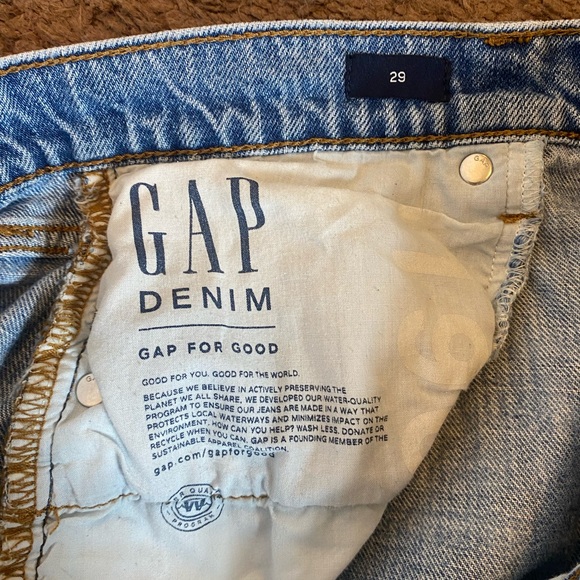 29
GAP
GAP
DENIM
GAP FOR GOOD
GOOD FOR YOU. GOOD FOR THE WORLD.
BECAUSE WE BELIEVE IN ACTIVELY PRESERVING THE
PLANET WE ALL SHARE, WE DEVELOPED OUR WATER-QUALITY
PROGRAM TO ENSURE OUR JEANS ARE MADE IN A WAY THAT
PROTECTS LOCAL WATERWAYS AND MINIMIZES IMPACT ON THE
ENVIRONMENT. HOW CAN YOU HELP? WASH LESS. DONATE OR
RECYCLE WHEN YOU CAN. GAP IS A FOUNDING MEMBER OF THE
SUSTAINABLE APPAREL COALITION.
gap.com/gapforgood
PROGRAM